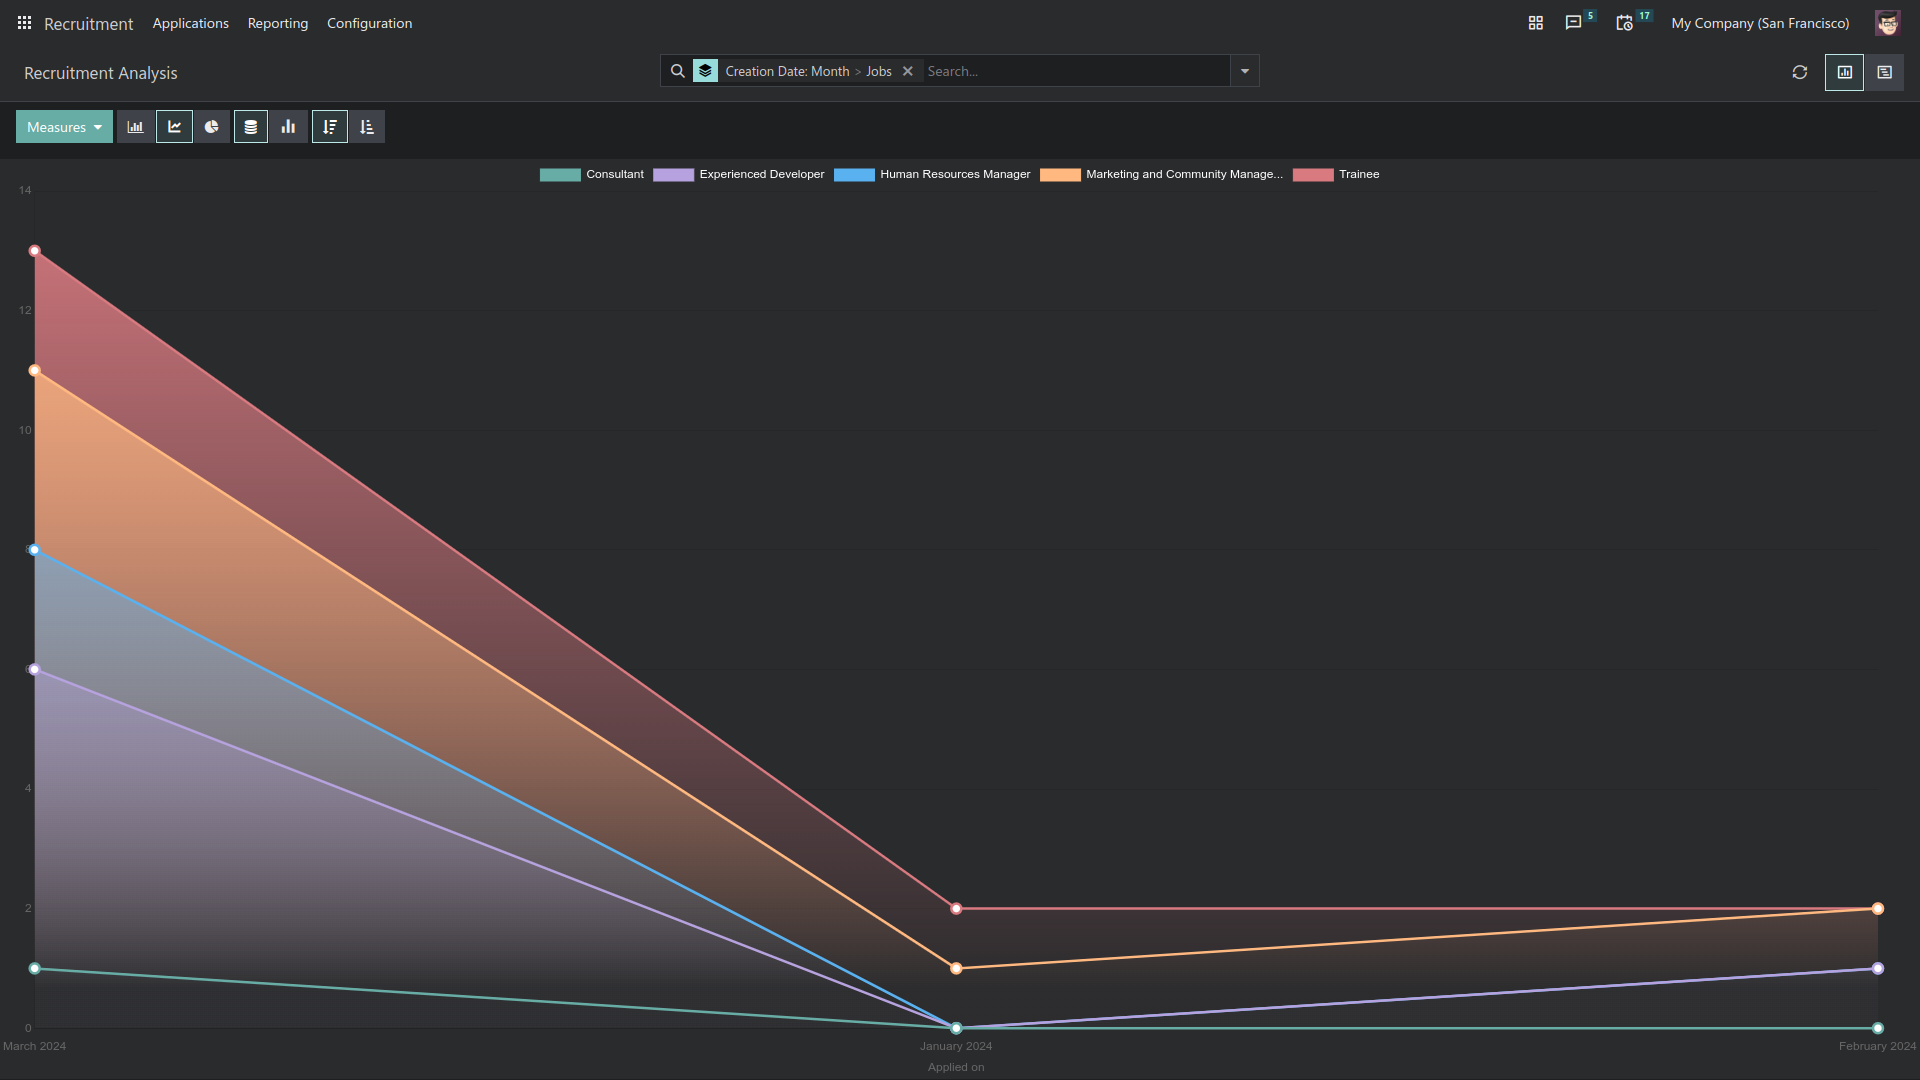 Recruitment Applications Reporting Configuration 5 17 My Company (San Francisco)
Recruitment Analysis Creation Date: Month > Jobs Search...
Measures
Consultant Experienced Developer Human Resources Manager Marketing and Community Manage... Trainee
14
12
10
8
6
4
2
0
March 2024 January 2024 February 2024
Applied on